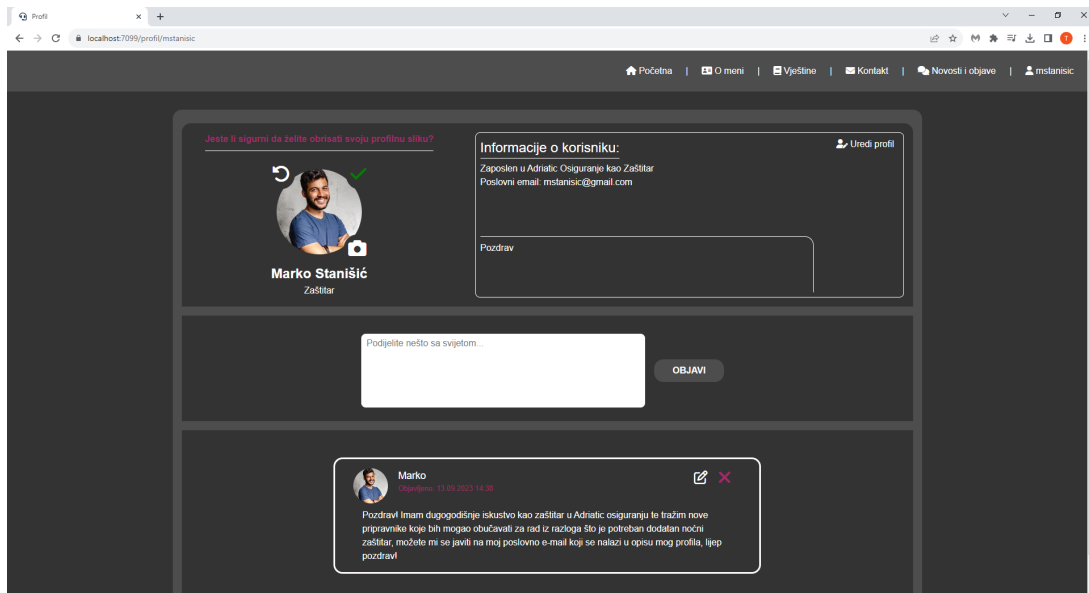 Profil
localhost:7099/profil/mstanisic
T
Početna | O meni | Vještine | Kontakt | Novosti i objave | mstanisic
Jeste li sigurni da želite obrisati svoju profilnu sliku?
Marko Stanišić
Zaštitar
Informacije o korisniku:
Uredi profil
Zaposlen u Adriatic Osiguranje kao Zaštitar
Poslovni email: mstanisic@gmail.com
Pozdrav
Podijelite nešto sa svijetom...
OBJAVI
Marko
Objavljeno: 13.09.2023 14:38
Pozdrav! Imam dugogodišnje iskustvo kao zaštitar u Adriatic osiguranju te tražim nove
pripravnike koje bih mogao obučavati za rad iz razloga što je potreban dodatan noćni
zaštitar, možete mi se javiti na moj poslovno e-mail koji se nalazi u opisu mog profila, lijep
pozdrav!